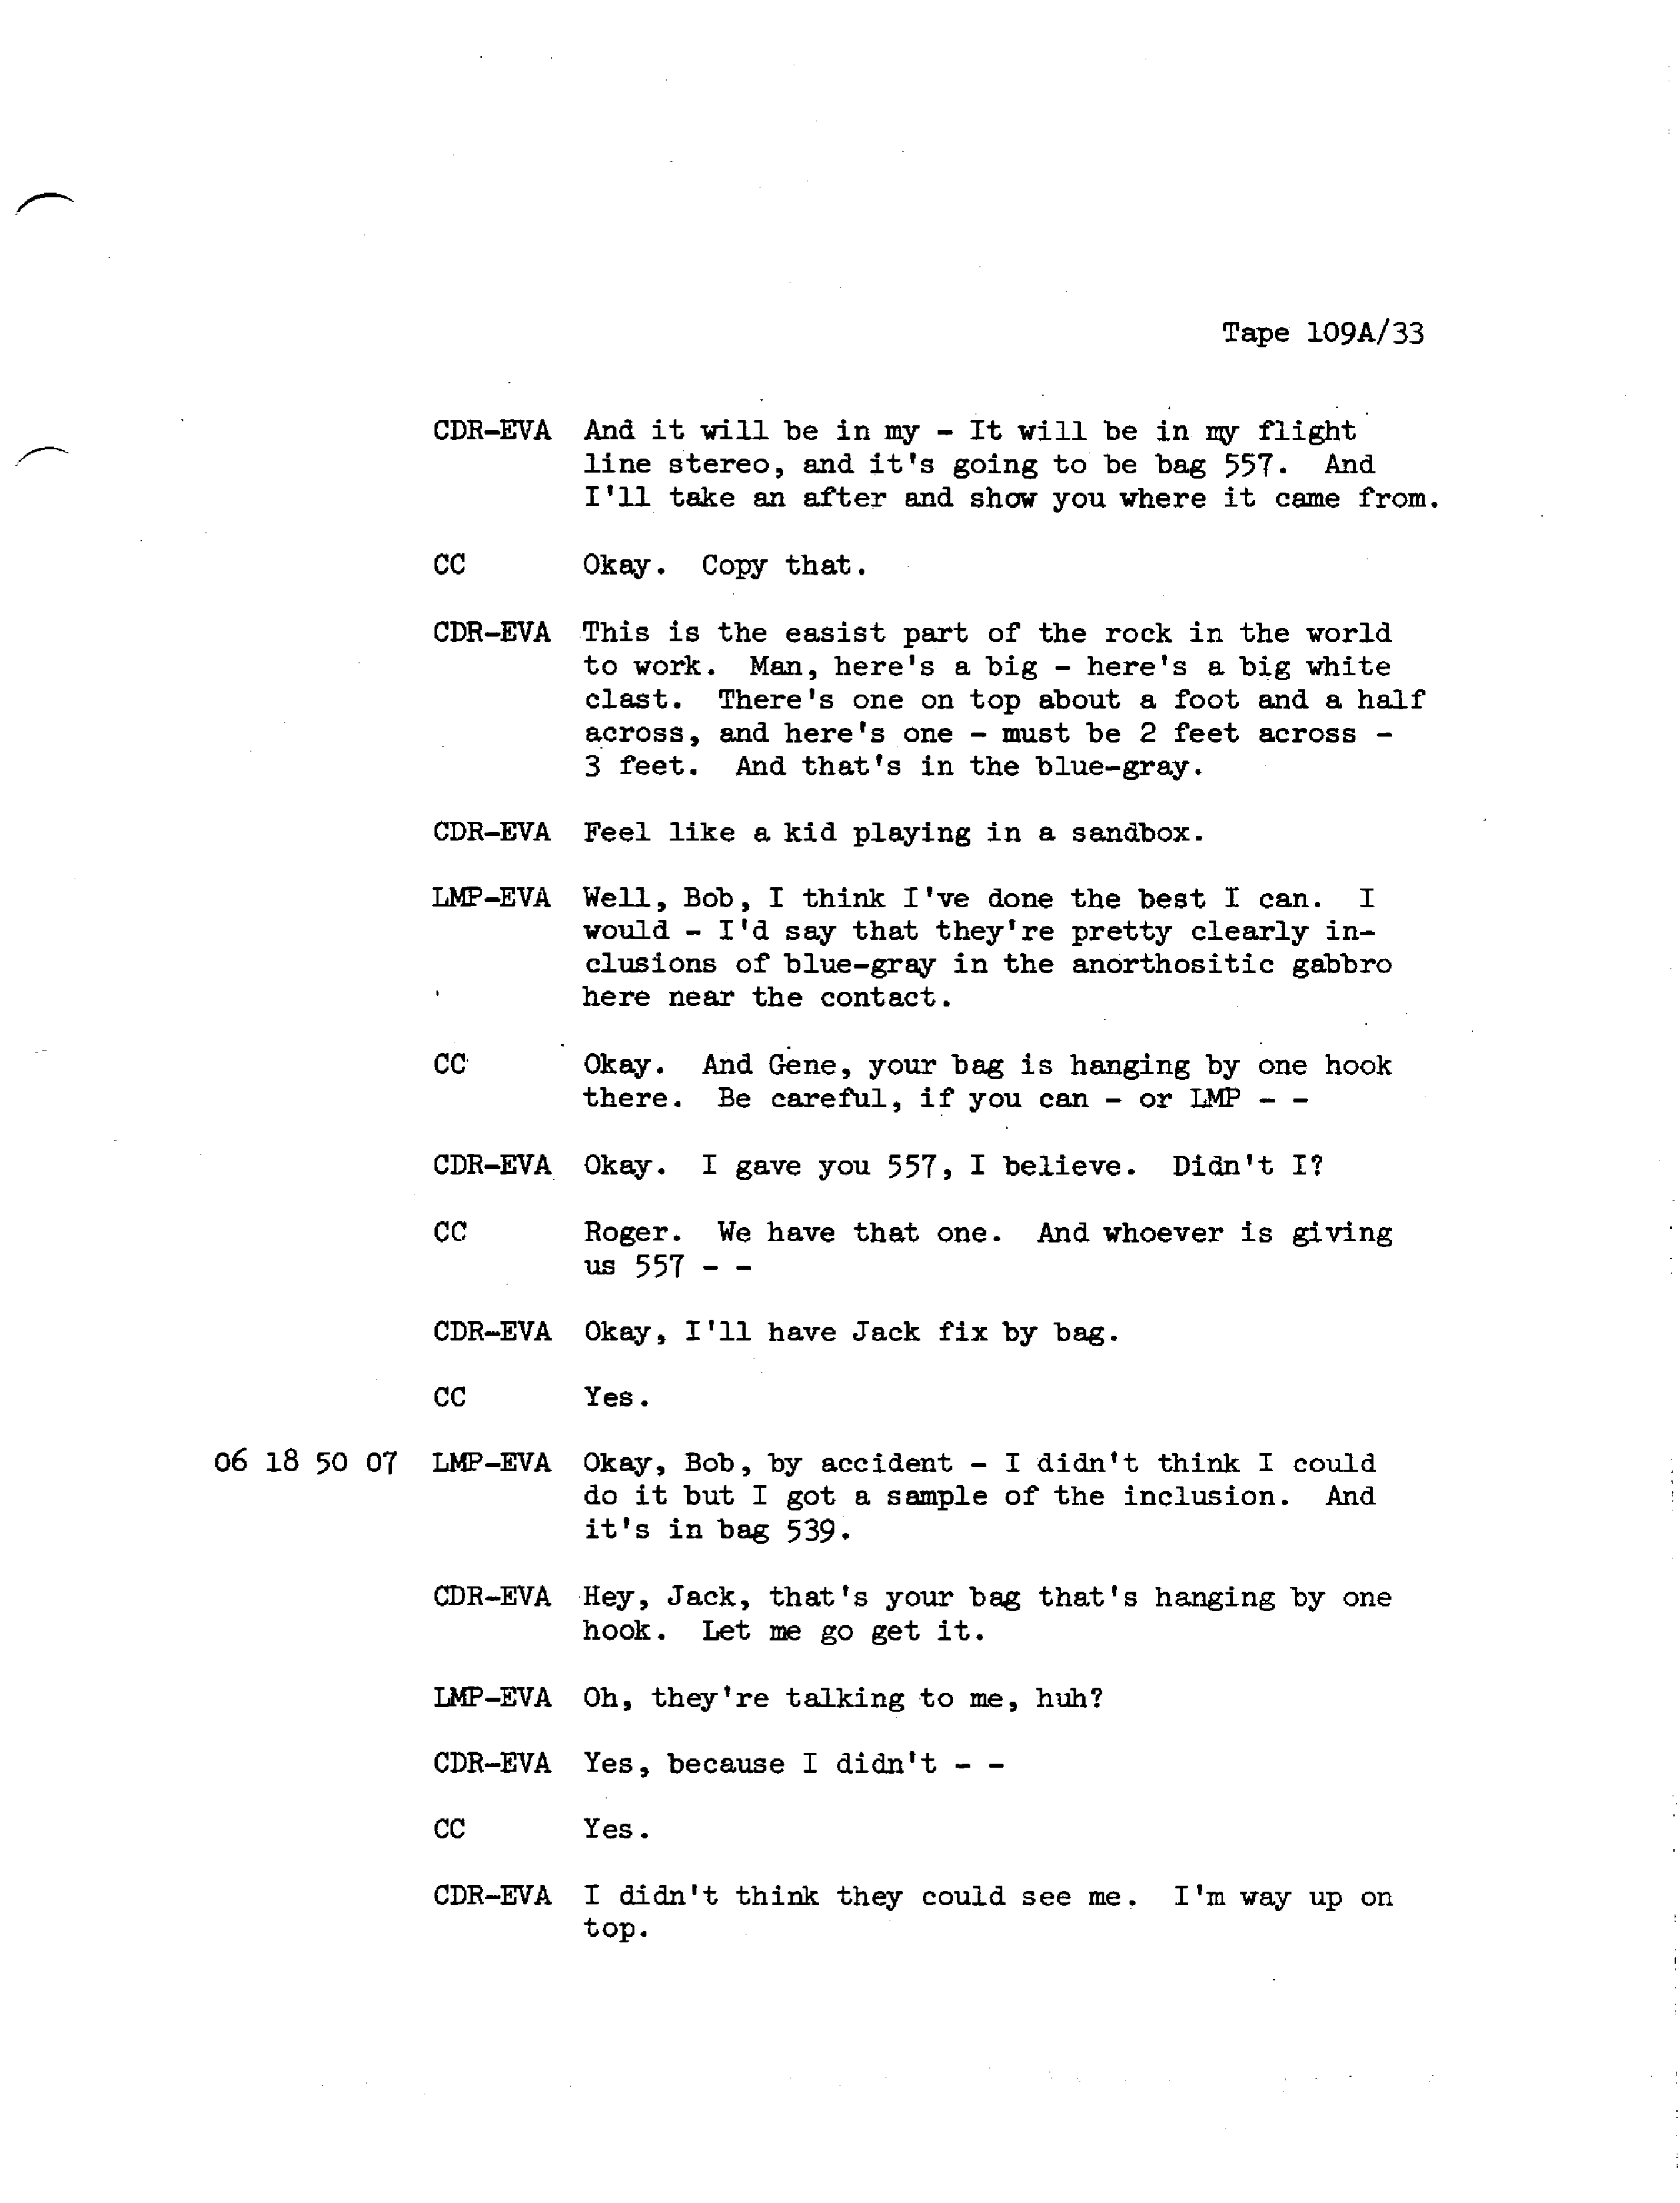 Tape 109A/33
CDR-EVA And it will be in my - It will be in my flight
line stereo, and it's going to be bag 557. And
I'll take an after and show you where it came from.
CC Okay. Copy that.
CDR-EVA This is the easist part of the rock in the world
to work. Man, here's a big - here's a big white
clast. There's one on top about a foot and a half
across, and here's one - must be 2 feet across -
3 feet. And that's in the blue-gray.
CDR-EVA Feel like a kid playing in a sandbox.
LMP-EVA Well, Bob, I think I've done the best I can. I
would - I'd say that they're pretty clearly in-
clusions of blue-gray in the anorthositic gabbro
here near the contact.
CC Okay. And Gene, your bag is hanging by one hook
there. Be careful, if you can - or LMP - -
CDR-EVA Okay. I gave you 557, I believe. Didn't I?
CC Roger. We have that one. And whoever is giving
us 557 - -
CDR-EVA Okay, I'll have Jack fix by bag.
CC Yes.
06 18 50 07 LMP-EVA Okay, Bob, by accident - I didn't think I could
do it but I got a sample of the inclusion. And
it's in bag 539.
CDR-EVA Hey, Jack, that's your bag that's hanging by one
hook. Let me go get it.
LMP-EVA Oh, they're talking to me, huh?
CDR-EVA Yes, because I didn't - -
CC Yes.
CDR-EVA I didn't think they could see me. I'm way up on
top.